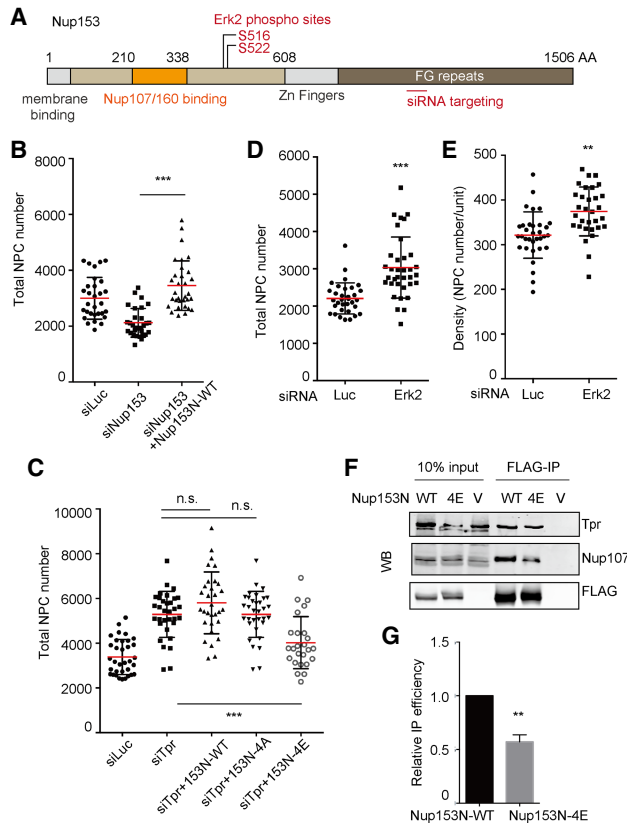 A
Nup153
Erk2 phospho sites
S516
S522
1 210 338 608 1506 AA
FG repeats
membrane
binding
Nup107/160 binding
Zn Fingers
siRNA targeting
B
Total NPC number
8000
6000
4000
2000
0
***
siLuc
siNup153
siNup153
+Nup153N-WT
D
Total NPC number
6000
5000
4000
3000
2000
1000
0
***
siRNA Luc Erk2
E
Density (NPC number/unit)
500
400
300
200
100
0
**
siRNA Luc Erk2
C
Total NPC number
10000
8000
6000
4000
2000
0
n.s.
n.s.
***
siLuc
siTpr
siTpr+153N-WT
siTpr+153N-4A
siTpr+153N-4E
F
10% input FLAG-IP
Nup153N WT 4E V WT 4E V
WB
Tpr
Nup107
FLAG
G
Relative IP efficiency
1.5
1.0
0.5
0
**
Nup153N-WT Nup153N-4E